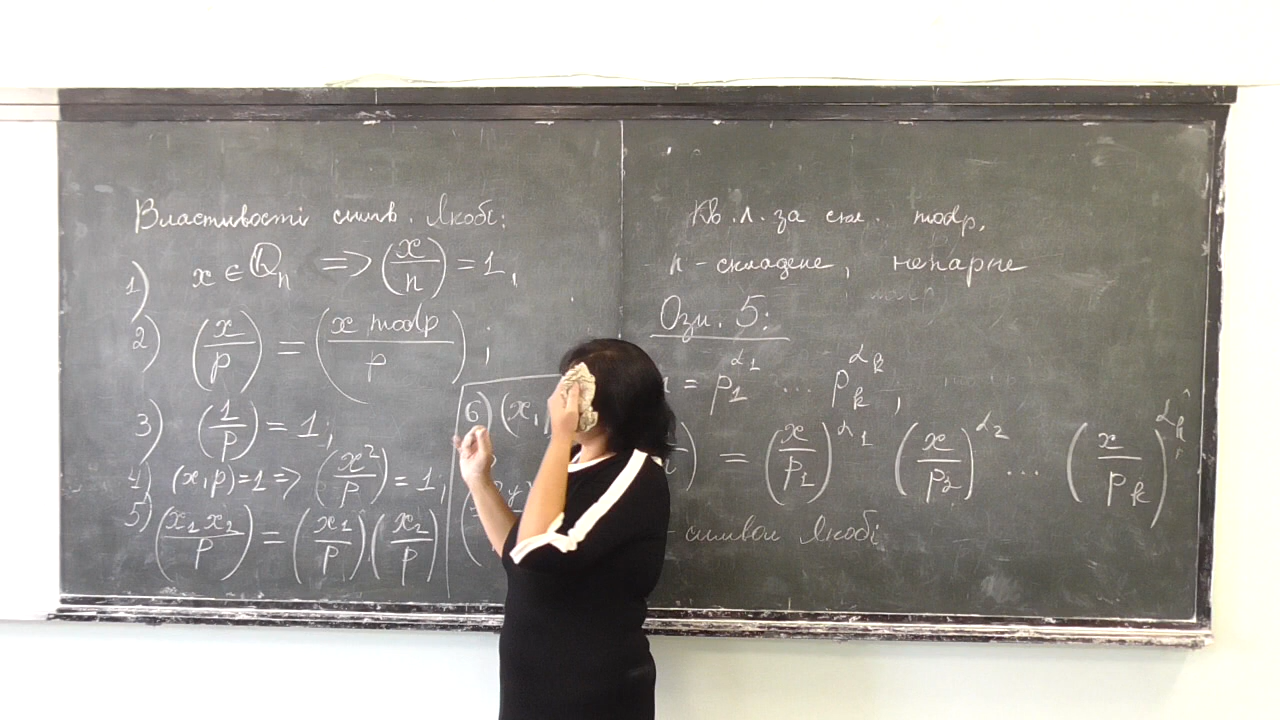 Властивості симв. Якобі:
1) x ∈ Q_n => (x/n) = 1,
2) (x/p) = (x modp/p) ;
3) (1/p) = 1;
4) (x,p)=1 => (x²/p) = 1,
5) (x₁x₂/p) = (x₁/p)(x₂/p)
6) (x,
Кв.л. за скл. modp.
n - складене, непарне
Озн. 5:
= p₁^α₁ ... p_k^α_k ,
) = (x/p₁)^α₁ (x/p₂)^α₂ ... (x/p_k)^α_k
- символ Якобі